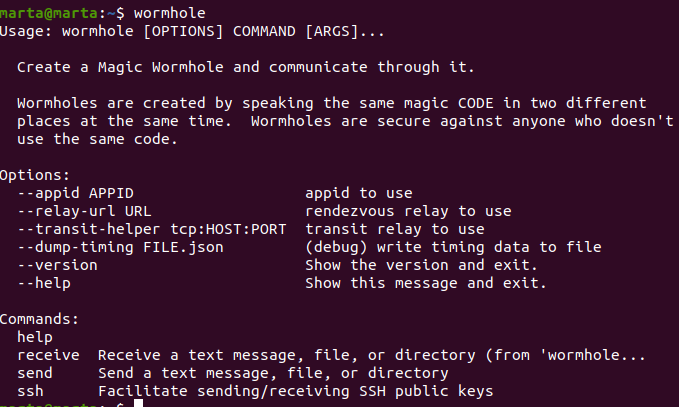 marta@marta:~$ wormhole
Usage: wormhole [OPTIONS] COMMAND [ARGS]...
Create a Magic Wormhole and communicate through it.
Wormholes are created by speaking the same magic CODE in two different
places at the same time.  Wormholes are secure against anyone who doesn't
use the same code.
Options:
--appid APPID                  appid to use
--relay-url URL                rendezvous relay to use
--transit-helper tcp:HOST:PORT  transit relay to use
--dump-timing FILE.json        (debug) write timing data to file
--version                      Show the version and exit.
--help                         Show this message and exit.
Commands:
help
receive  Receive a text message, file, or directory (from 'wormhole...
send     Send a text message, file, or directory
ssh      Facilitate sending/receiving SSH public keys
marta@marta:~$